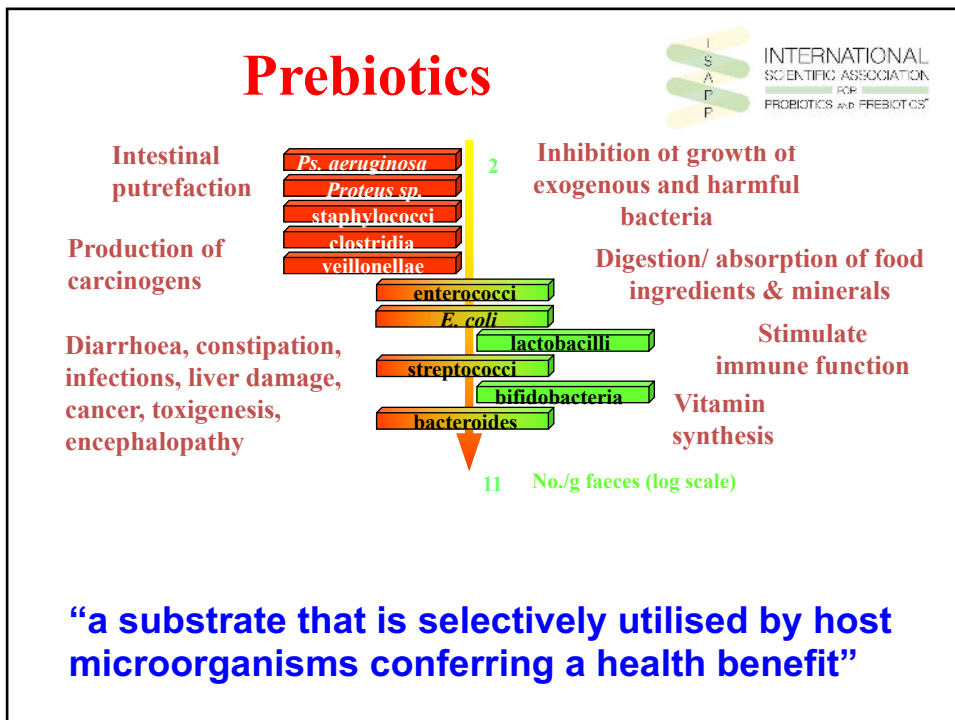 Prebiotics
I
S
A
P
P
INTERNATIONAL
SCIENTIFIC ASSOCIATION
FOR
PROBIOTICS AND PREBIOTICS™
Intestinal
putrefaction
Production of
carcinogens
Diarrhoea, constipation,
infections, liver damage,
cancer, toxigenesis,
encephalopathy
Ps. aeruginosa
Proteus sp.
staphylococci
clostridia
veillonellae
enterococci
E. coli
lactobacilli
streptococci
bifidobacteria
bacteroides
2
11
No./g faeces (log scale)
Inhibition of growth of
exogenous and harmful
bacteria
Digestion/ absorption of food
ingredients & minerals
Stimulate
immune function
Vitamin
synthesis
“a substrate that is selectively utilised by host
microorganisms conferring a health benefit”